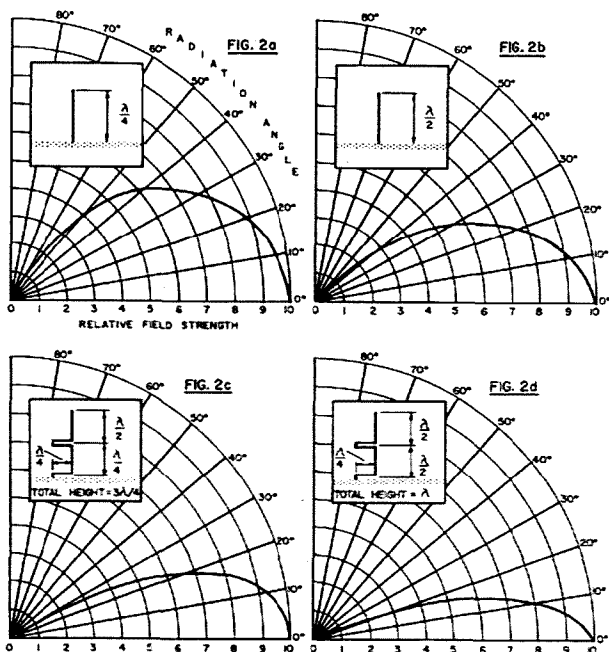 FIG. 2a
80°
70°
60°
50°
40°
30°
20°
10°
0°
RADIATION ANGLE
λ/4
0 1 2 3 4 5 6 7 8 9 10
RELATIVE FIELD STRENGTH
FIG. 2b
80°
70°
60°
50°
40°
30°
20°
10°
0°
λ/2
0 1 2 3 4 5 6 7 8 9 10
FIG. 2c
80°
70°
60°
50°
40°
30°
20°
10°
0°
λ/2
λ/4
λ/4
TOTAL HEIGHT = 3λ/4
0 1 2 3 4 5 6 7 8 9 10
FIG. 2d
80°
70°
60°
50°
40°
30°
20°
10°
0°
λ/2
λ/4
λ/2
TOTAL HEIGHT = λ
0 1 2 3 4 5 6 7 8 9 10